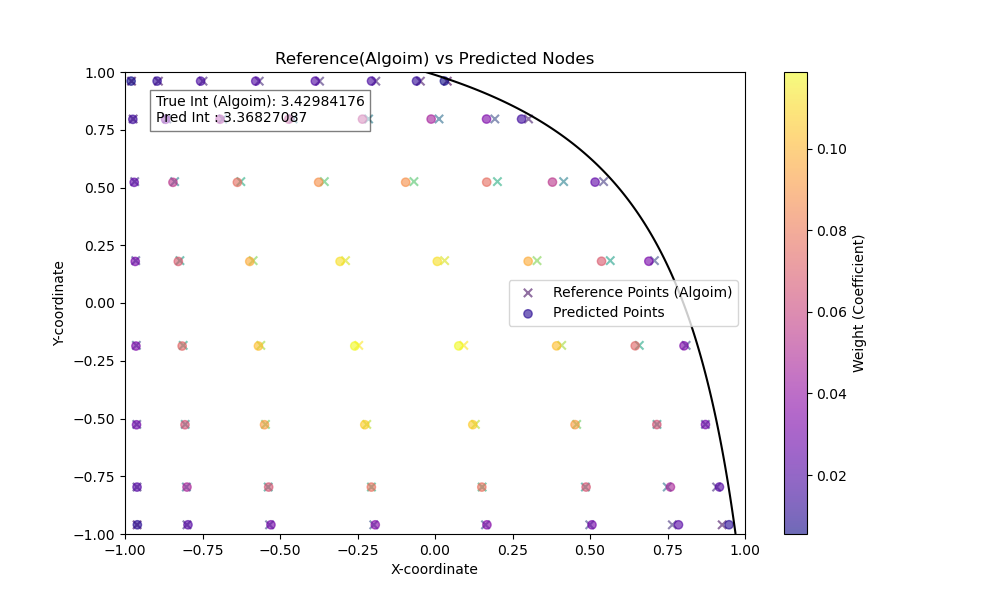 Reference(Algoim) vs Predicted Nodes
True Int (Algoim): 3.42984176
Pred Int : 3.36827087
Reference Points (Algoim)
Predicted Points
1.00
0.75
0.50
0.25
0.00
−0.25
−0.50
−0.75
−1.00
Y-coordinate
−1.00 −0.75 −0.50 −0.25 0.00 0.25 0.50 0.75 1.00
X-coordinate
0.10
0.08
0.06
0.04
0.02
Weight (Coefficient)